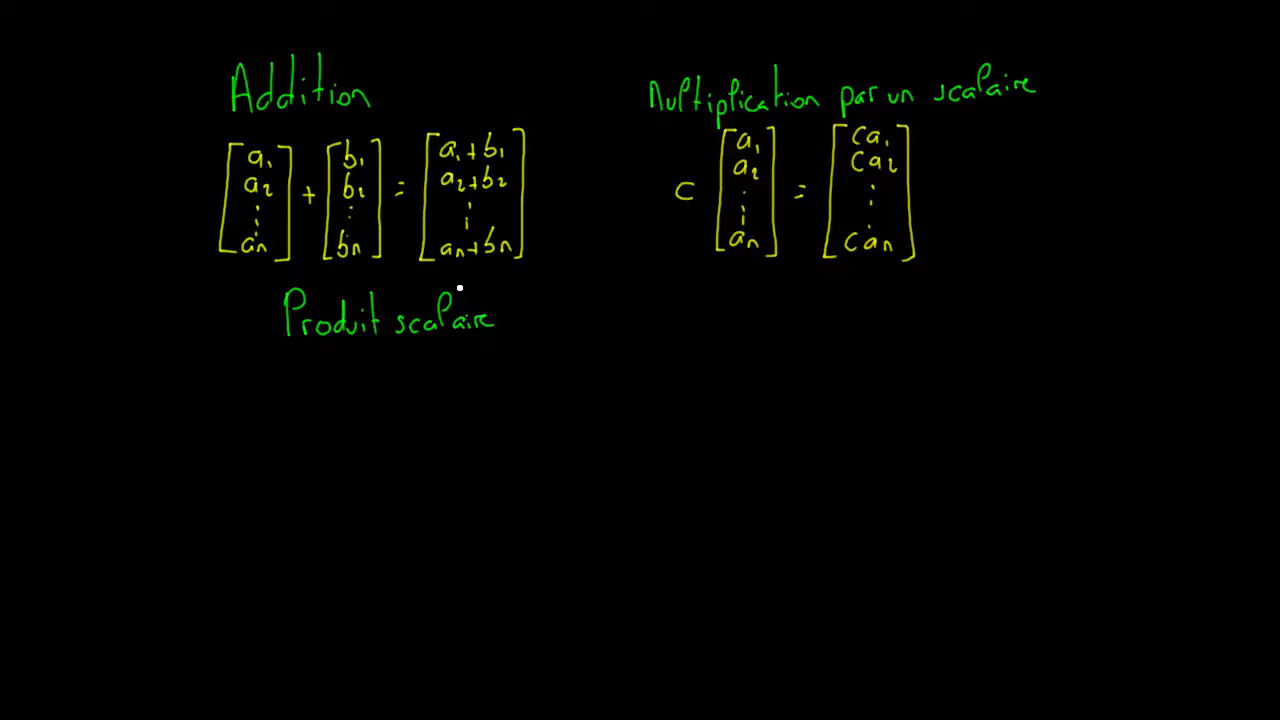 Addition
[a₁ a₂ ⋮ aₙ] + [b₁ b₂ ⋮ bₙ] = [a₁+b₁ a₂+b₂ ⋮ aₙ+bₙ]
Multiplication par un scalaire
c [a₁ a₂ ⋮ aₙ] = [ca₁ ca₂ ⋮ caₙ]
Produit scalaire